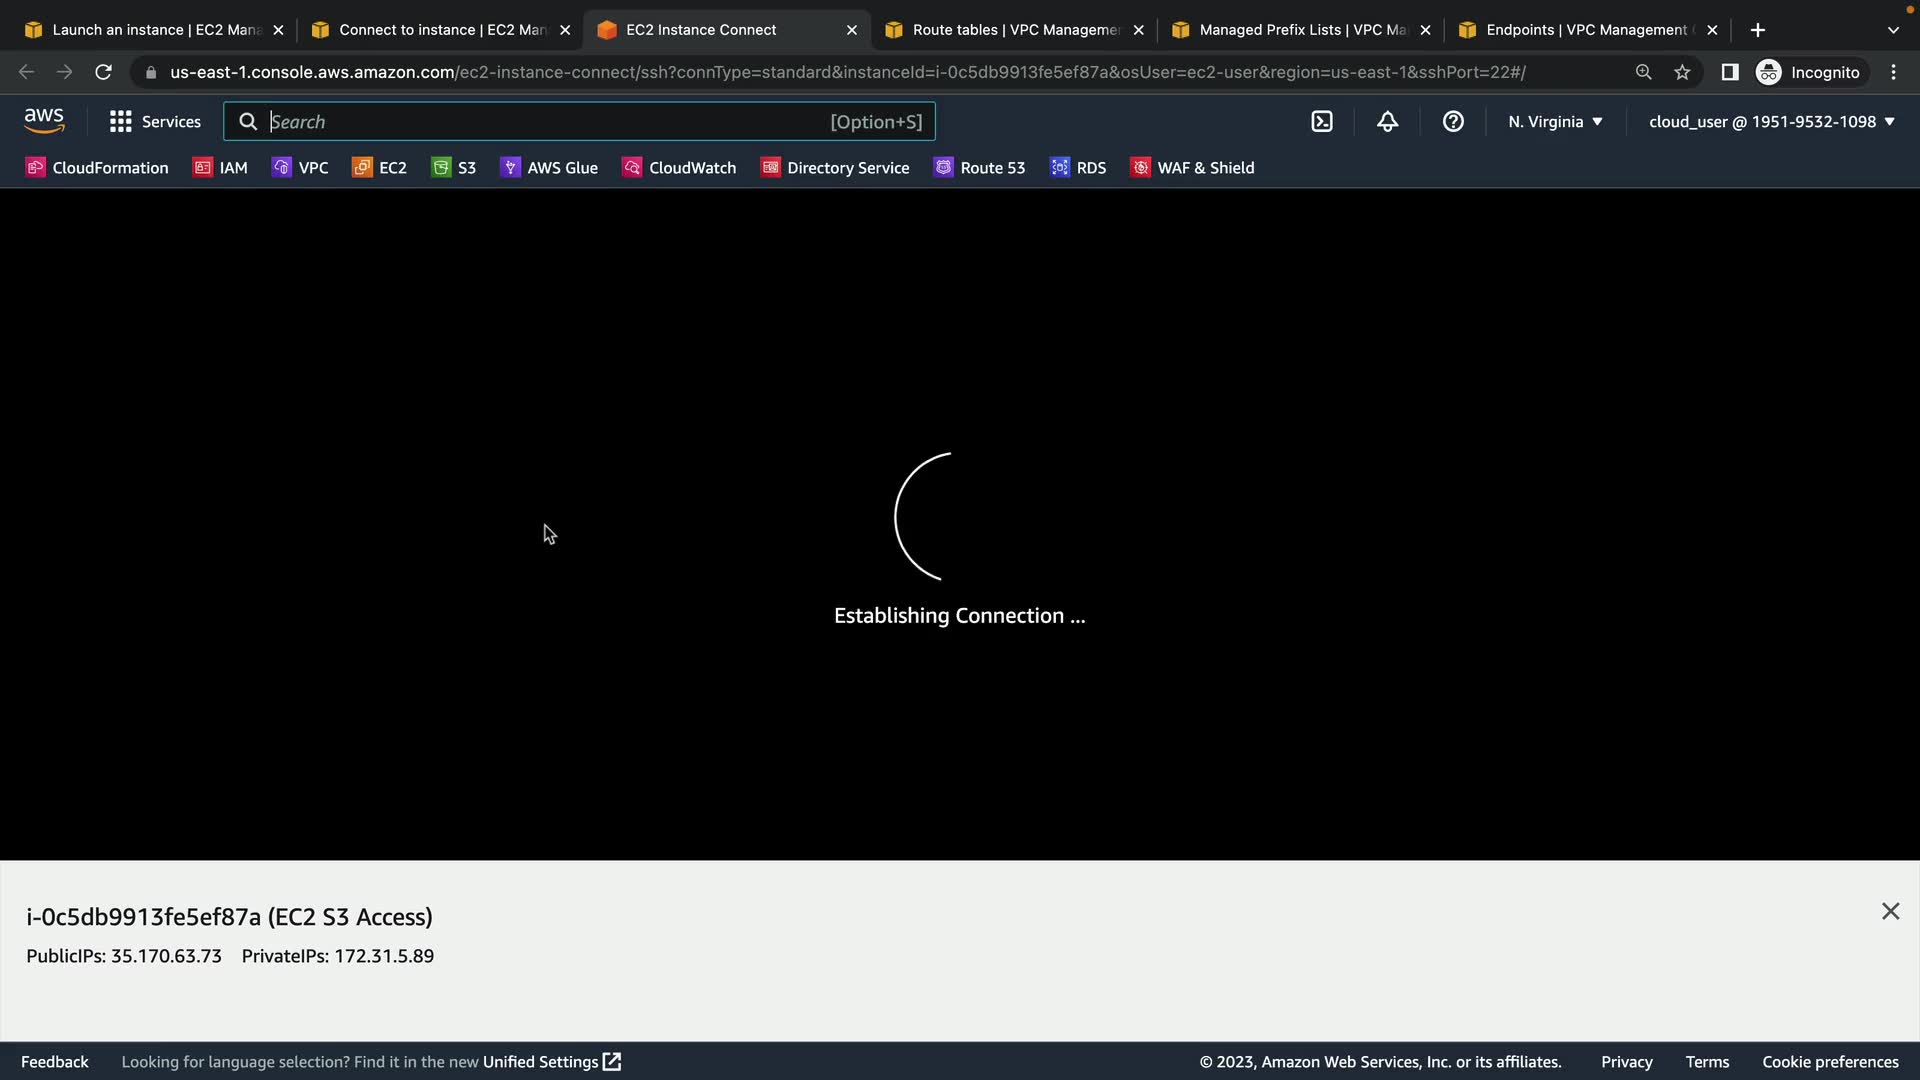 Launch an instance | EC2 Mana
Connect to instance | EC2 Man
EC2 Instance Connect
Route tables | VPC Managemen
Managed Prefix Lists | VPC Ma
Endpoints | VPC Management
us-east-1.console.aws.amazon.com/ec2-instance-connect/ssh?connType=standard&instanceId=i-0c5db9913fe5ef87a&osUser=ec2-user&region=us-east-1&sshPort=22#/
Incognito
aws
Services
Search
[Option+S]
N. Virginia
cloud_user @ 1951-9532-1098
CloudFormation
IAM
VPC
EC2
S3
AWS Glue
CloudWatch
Directory Service
Route 53
RDS
WAF & Shield
Establishing Connection ...
i-0c5db9913fe5ef87a (EC2 S3 Access)
PublicIPs: 35.170.63.73 PrivateIPs: 172.31.5.89
Feedback
Looking for language selection? Find it in the new Unified Settings
© 2023, Amazon Web Services, Inc. or its affiliates.
Privacy
Terms
Cookie preferences